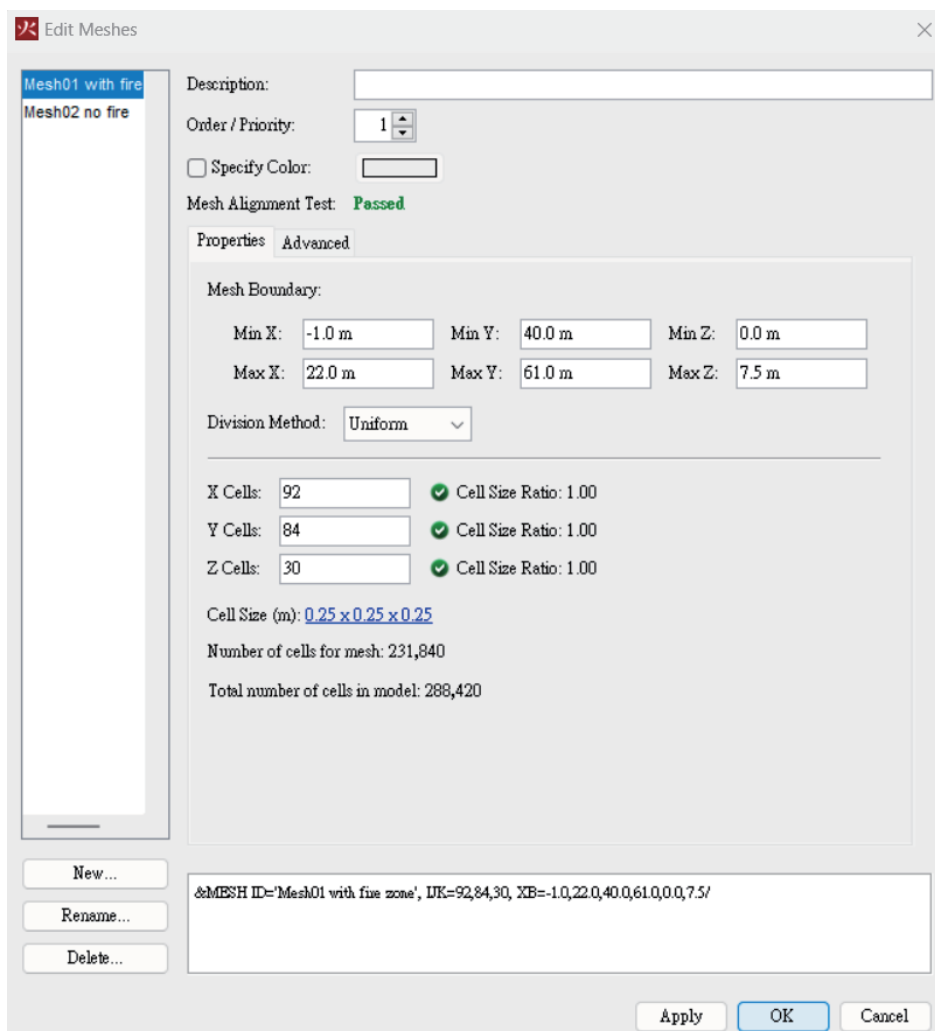 火 Edit Meshes
Mesh01 with fire
Mesh02 no fire
Description:
Order / Priority: 1
Specify Color:
Mesh Alignment Test: Passed
Properties Advanced
Mesh Boundary:
Min X: -1.0 m Min Y: 40.0 m Min Z: 0.0 m
Max X: 22.0 m Max Y: 61.0 m Max Z: 7.5 m
Division Method: Uniform
X Cells: 92 Cell Size Ratio: 1.00
Y Cells: 84 Cell Size Ratio: 1.00
Z Cells: 30 Cell Size Ratio: 1.00
Cell Size (m): 0.25 x 0.25 x 0.25
Number of cells for mesh: 231,840
Total number of cells in model: 288,420
New...
Rename...
Delete...
&MESH ID='Mesh01 with fire zone', IJK=92,84,30, XB=-1.0,22.0,40.0,61.0,0.0,7.5/
Apply OK Cancel